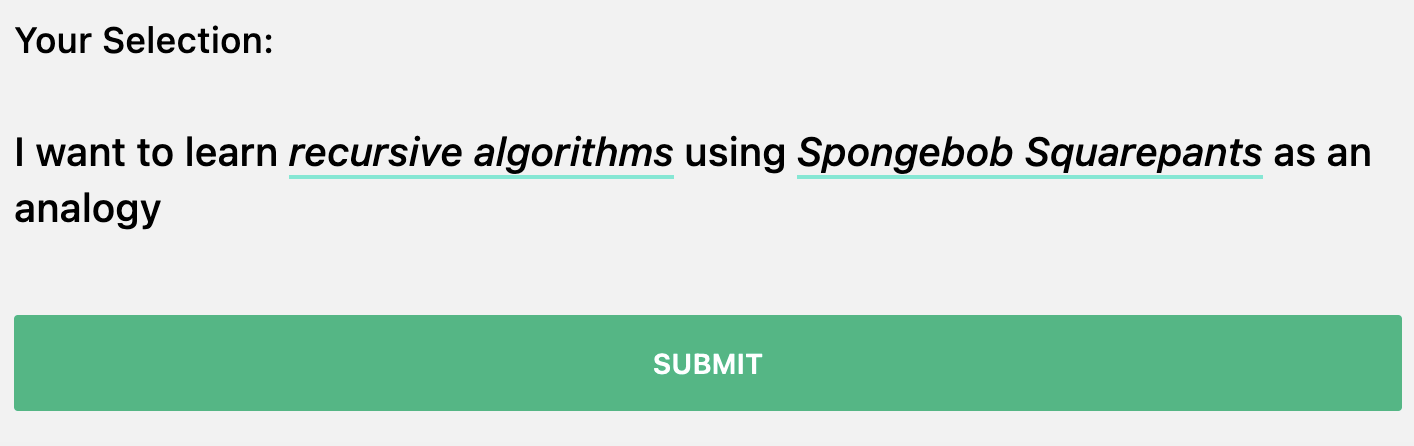 Your Selection:
I want to learn recursive algorithms using Spongebob Squarepants as an
analogy
SUBMIT